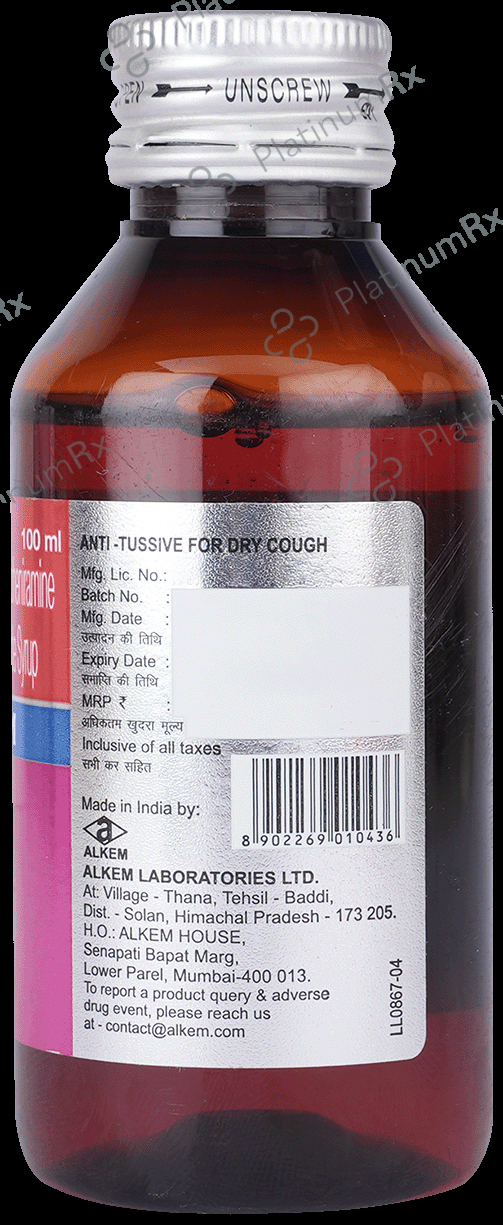 UNSCREW
100 ml
ANTI -TUSSIVE FOR DRY COUGH
Mfg. Lic. No.:
Batch No. :
Mfg. Date :
उत्पादन की तिथि
Expiry Date :
समाप्ति की तिथि
MRP ₹ :
अधिकतम खुदरा मूल्य
Inclusive of all taxes
सभी कर सहित
8 902269 010436
Made in India by:
a
ALKEM
ALKEM LABORATORIES LTD.
At: Village - Thana, Tehsil - Baddi,
Dist. - Solan, Himachal Pradesh - 173 205.
H.O.: ALKEM HOUSE,
Senapati Bapat Marg,
Lower Parel, Mumbai-400 013.
To report a product query & adverse
drug event, please reach us
at - contact@alkem.com
LL0867-04
Syrup
PlatinumRx
PlatinumRx
PlatinumRx